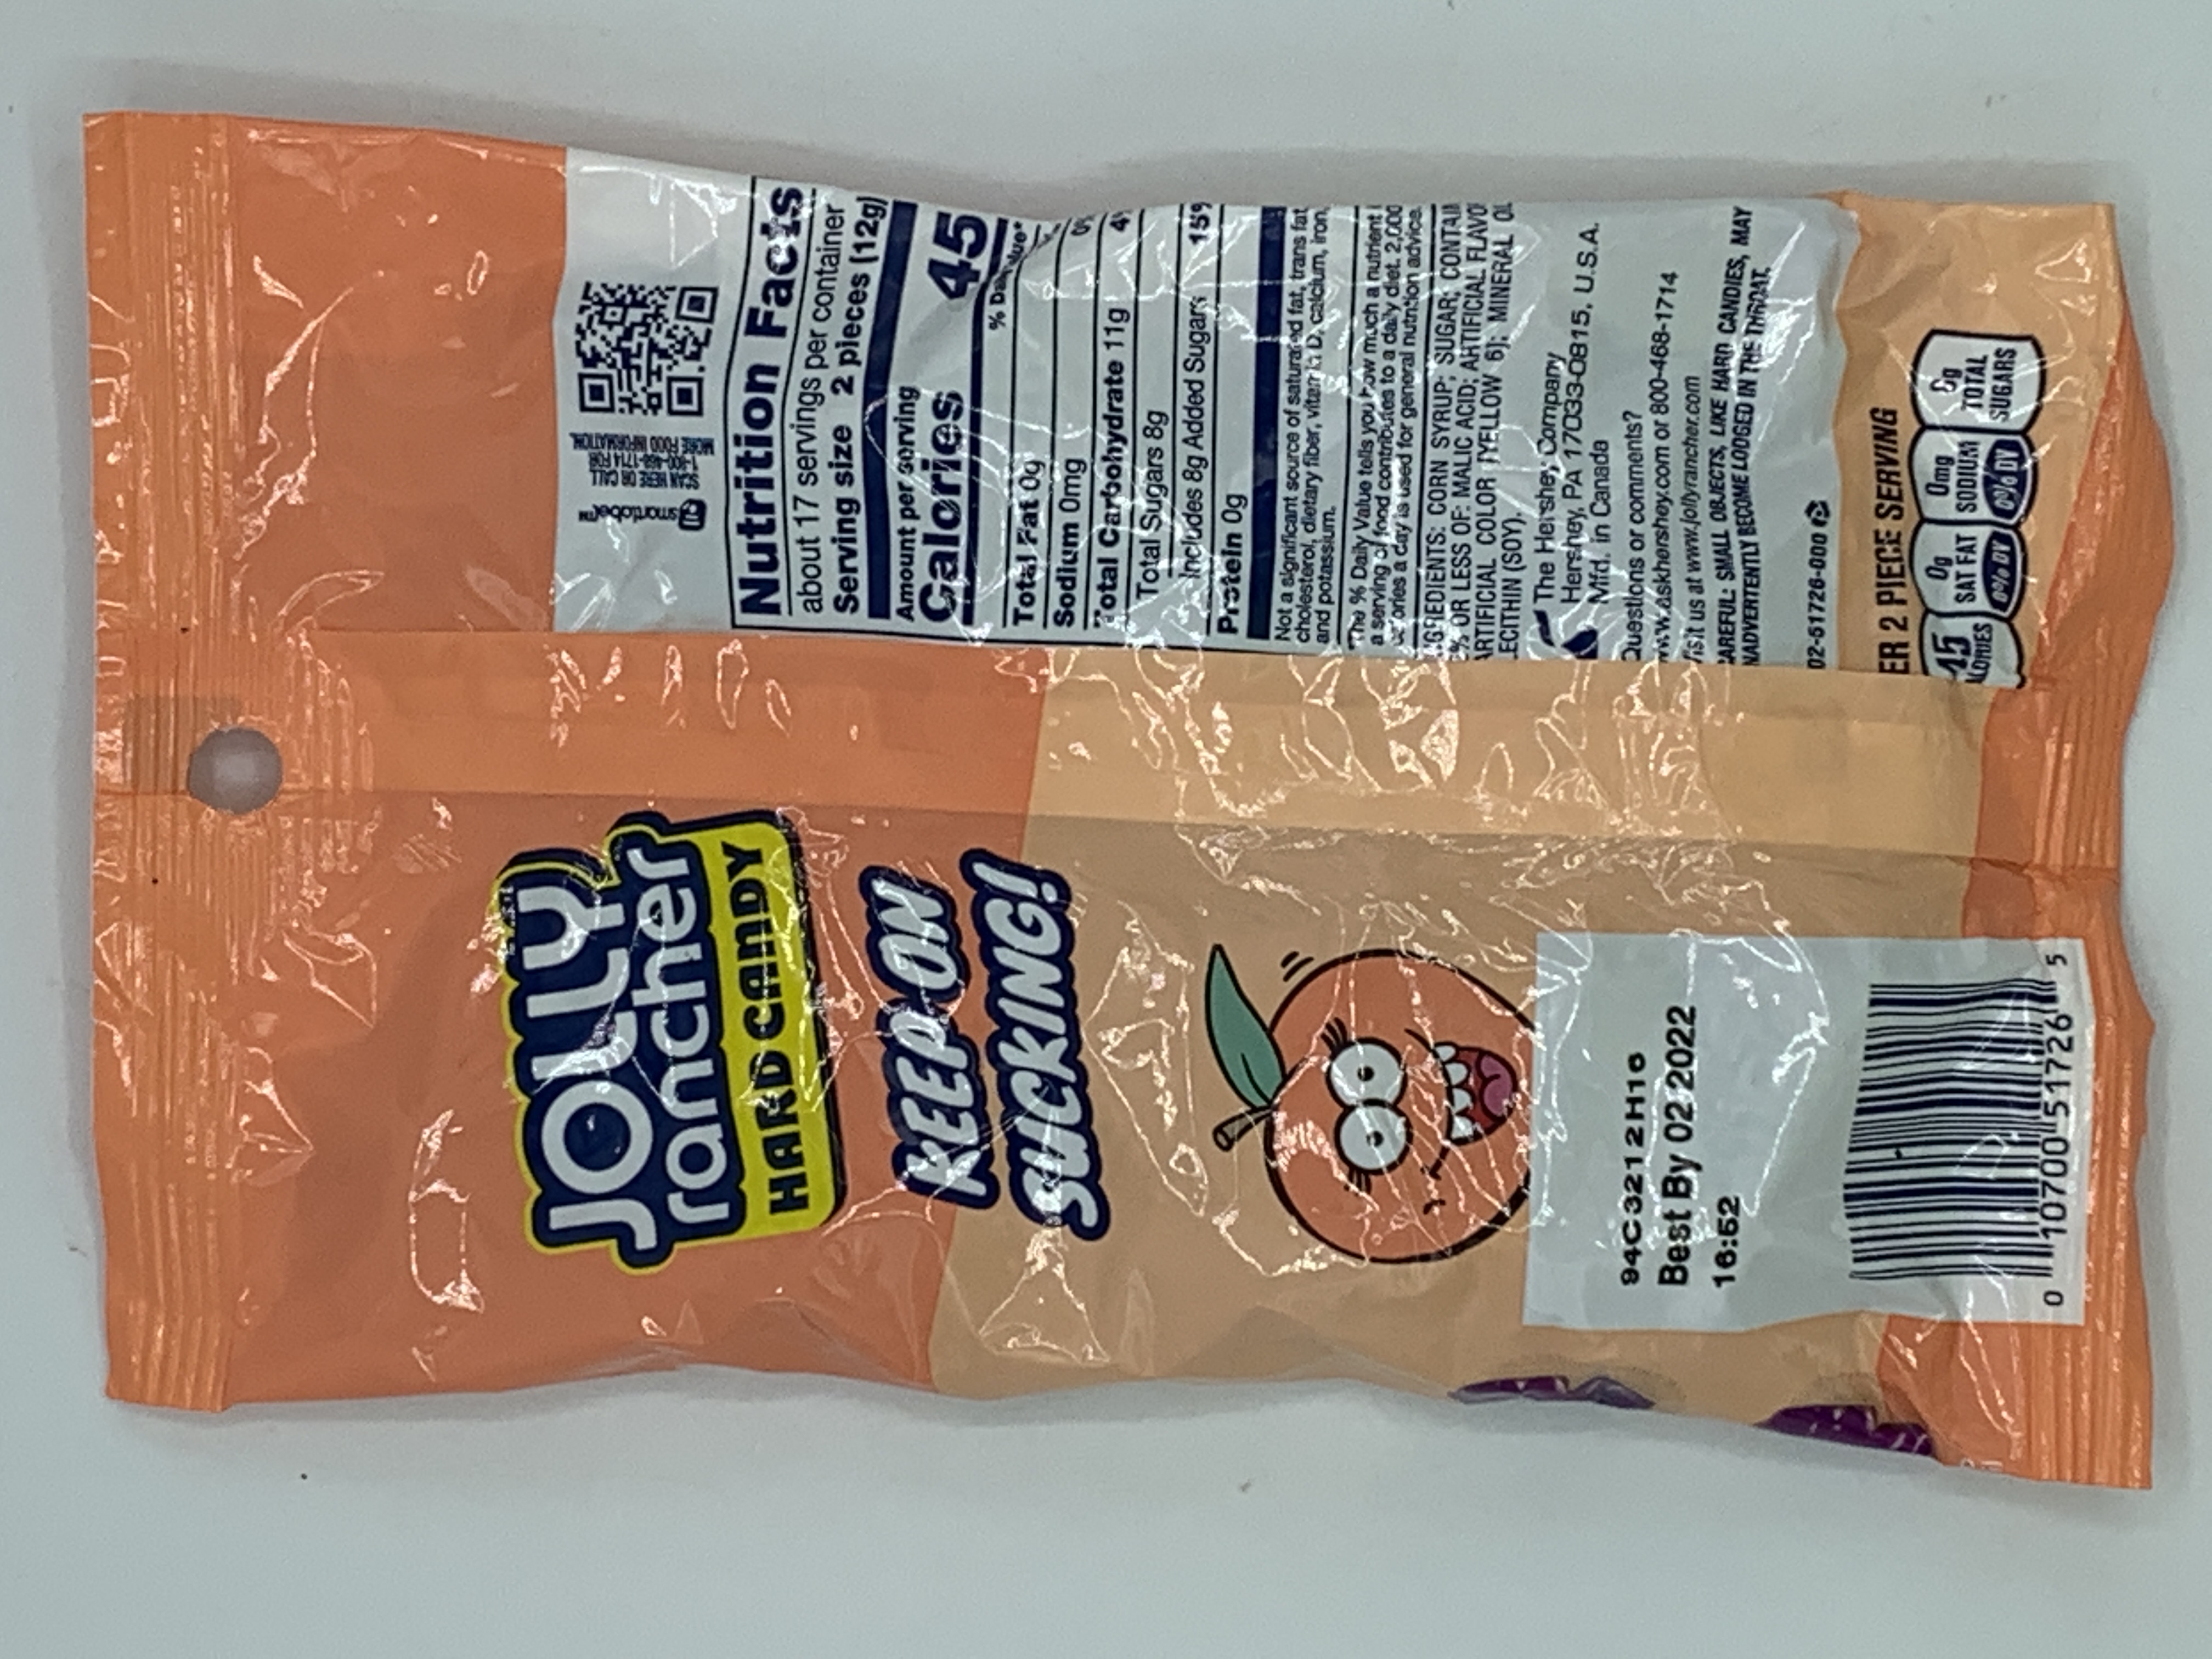 smartlabel™
SCAN HERE OR CALL
1-800-468-1714 FOR
MORE FOOD INFORMATION.
Nutrition Facts
about 17 servings per container
Serving size 2 pieces (12g)
Amount per serving
Calories 45
% Daily Value*
Total Fat 0g 0%
Sodium 0mg
Total Carbohydrate 11g 4%
Total Sugars 8g
Includes 8g Added Sugars 15%
Protein 0g
Not a significant source of saturated fat, trans fat
cholesterol, dietary fiber, vitamin D, calcium, iron,
and potassium.
The % Daily Value tells you how much a nutrient
a serving of food contributes to a daily diet. 2,000
calories a day is used for general nutrition advice.
INGREDIENTS: CORN SYRUP; SUGAR;
2% OR LESS OF: MALIC ACID; ARTIFICIAL
ARTIFICIAL COLOR (YELLOW 6); MINERAL
LECITHIN (SOY).
The Hershey Company
Hershey, PA 17033-0815, U.S.A.
Mfd. in Canada
Questions or comments?
www.askhershey.com or 800-468-1714
Visit us at www.jollyrancher.com
CAREFUL: SMALL OBJECTS, LIKE HARD CANDIES, MAY
INADVERTENTLY BECOME LODGED IN THE THROAT.
02-51726-000
PER 2 PIECE SERVING
45 CALORIES
0g SAT FAT 0% DV
0mg SODIUM 0% DV
8g TOTAL SUGARS
JOLLY
rancher
HARD CANDY
KEEP ON
SUCKING!
94C3212H16
Best By 02 2022
16:52
0 10700 51726 5